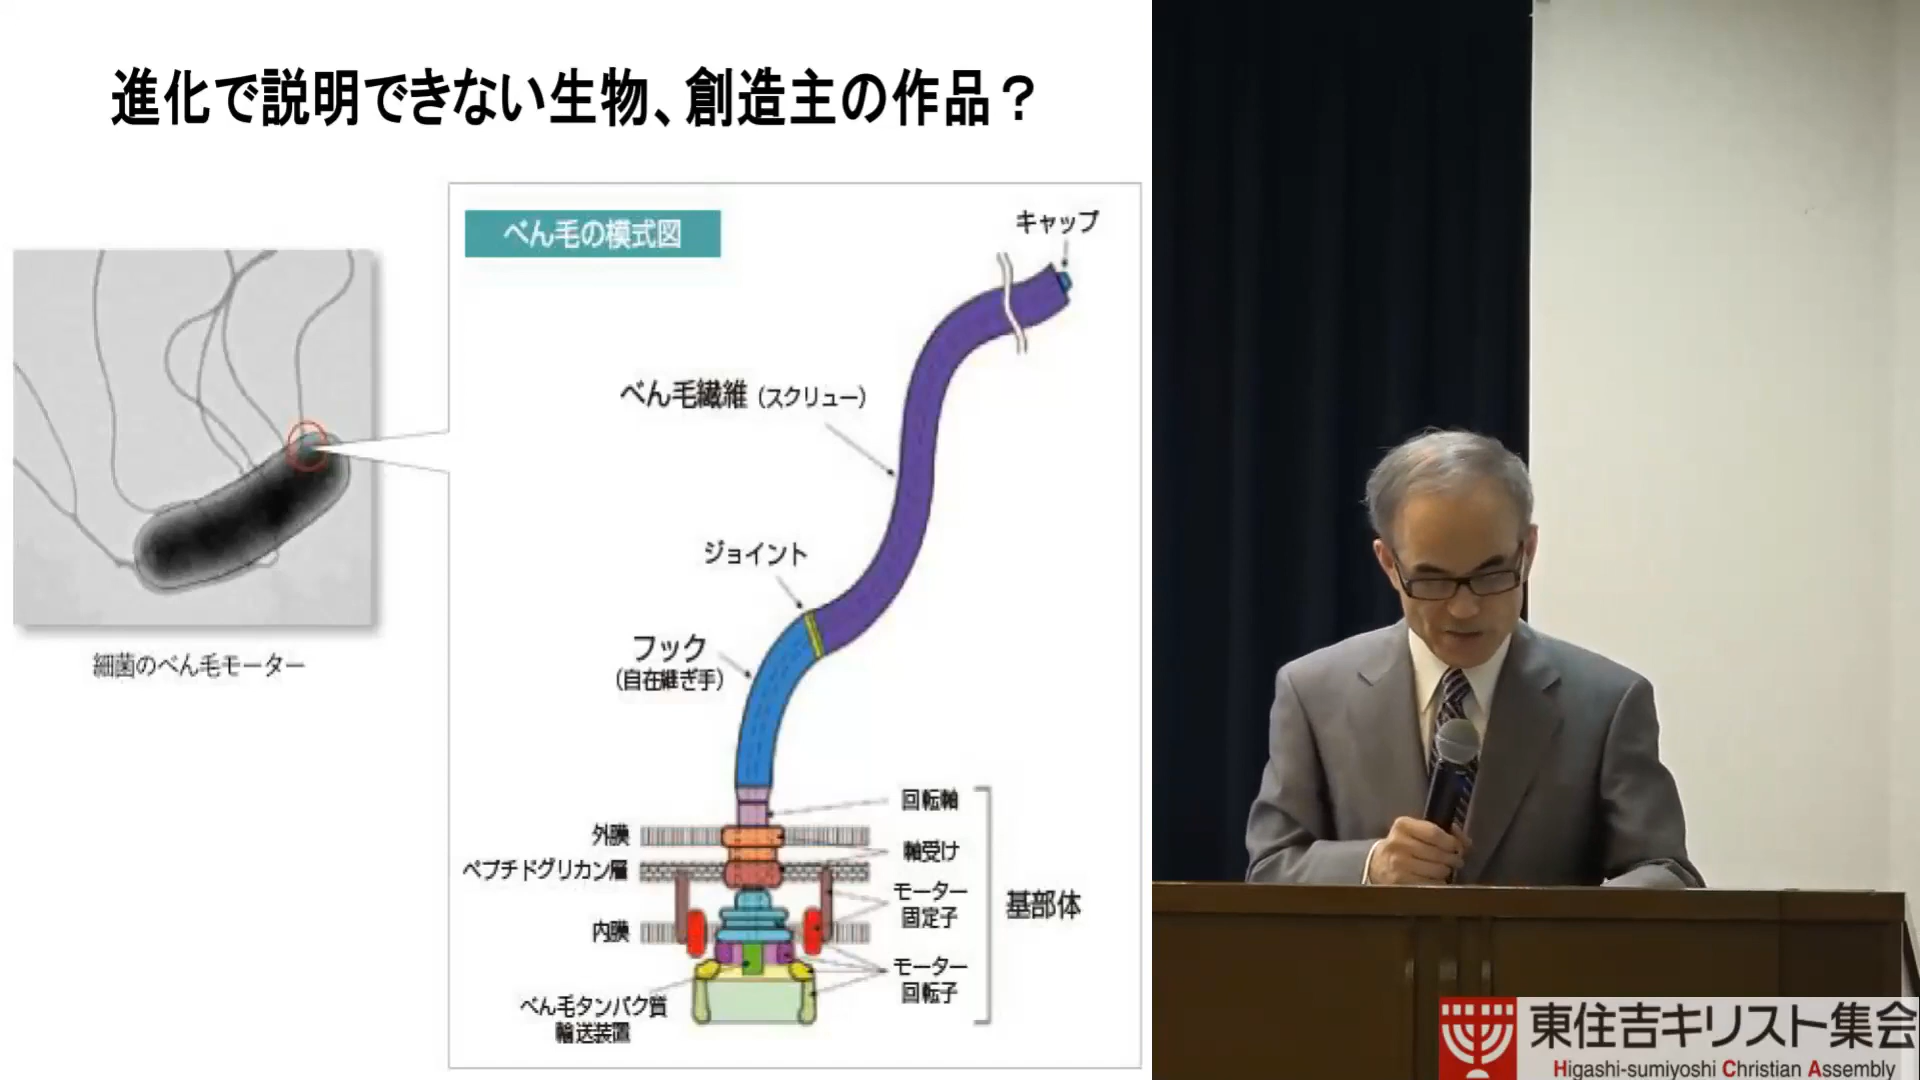 進化で説明できない生物、創造主の作品？
べん毛の模式図
キャップ
べん毛繊維（スクリュー）
ジョイント
フック
（自在継ぎ手）
細菌のべん毛モーター
回転軸
外膜
軸受け
ペプチドグリカン層
モーター
固定子
基部体
内膜
モーター
回転子
べん毛タンパク質
輸送装置
東住吉キリスト集会
Higashi-sumiyoshi Christian Assembly